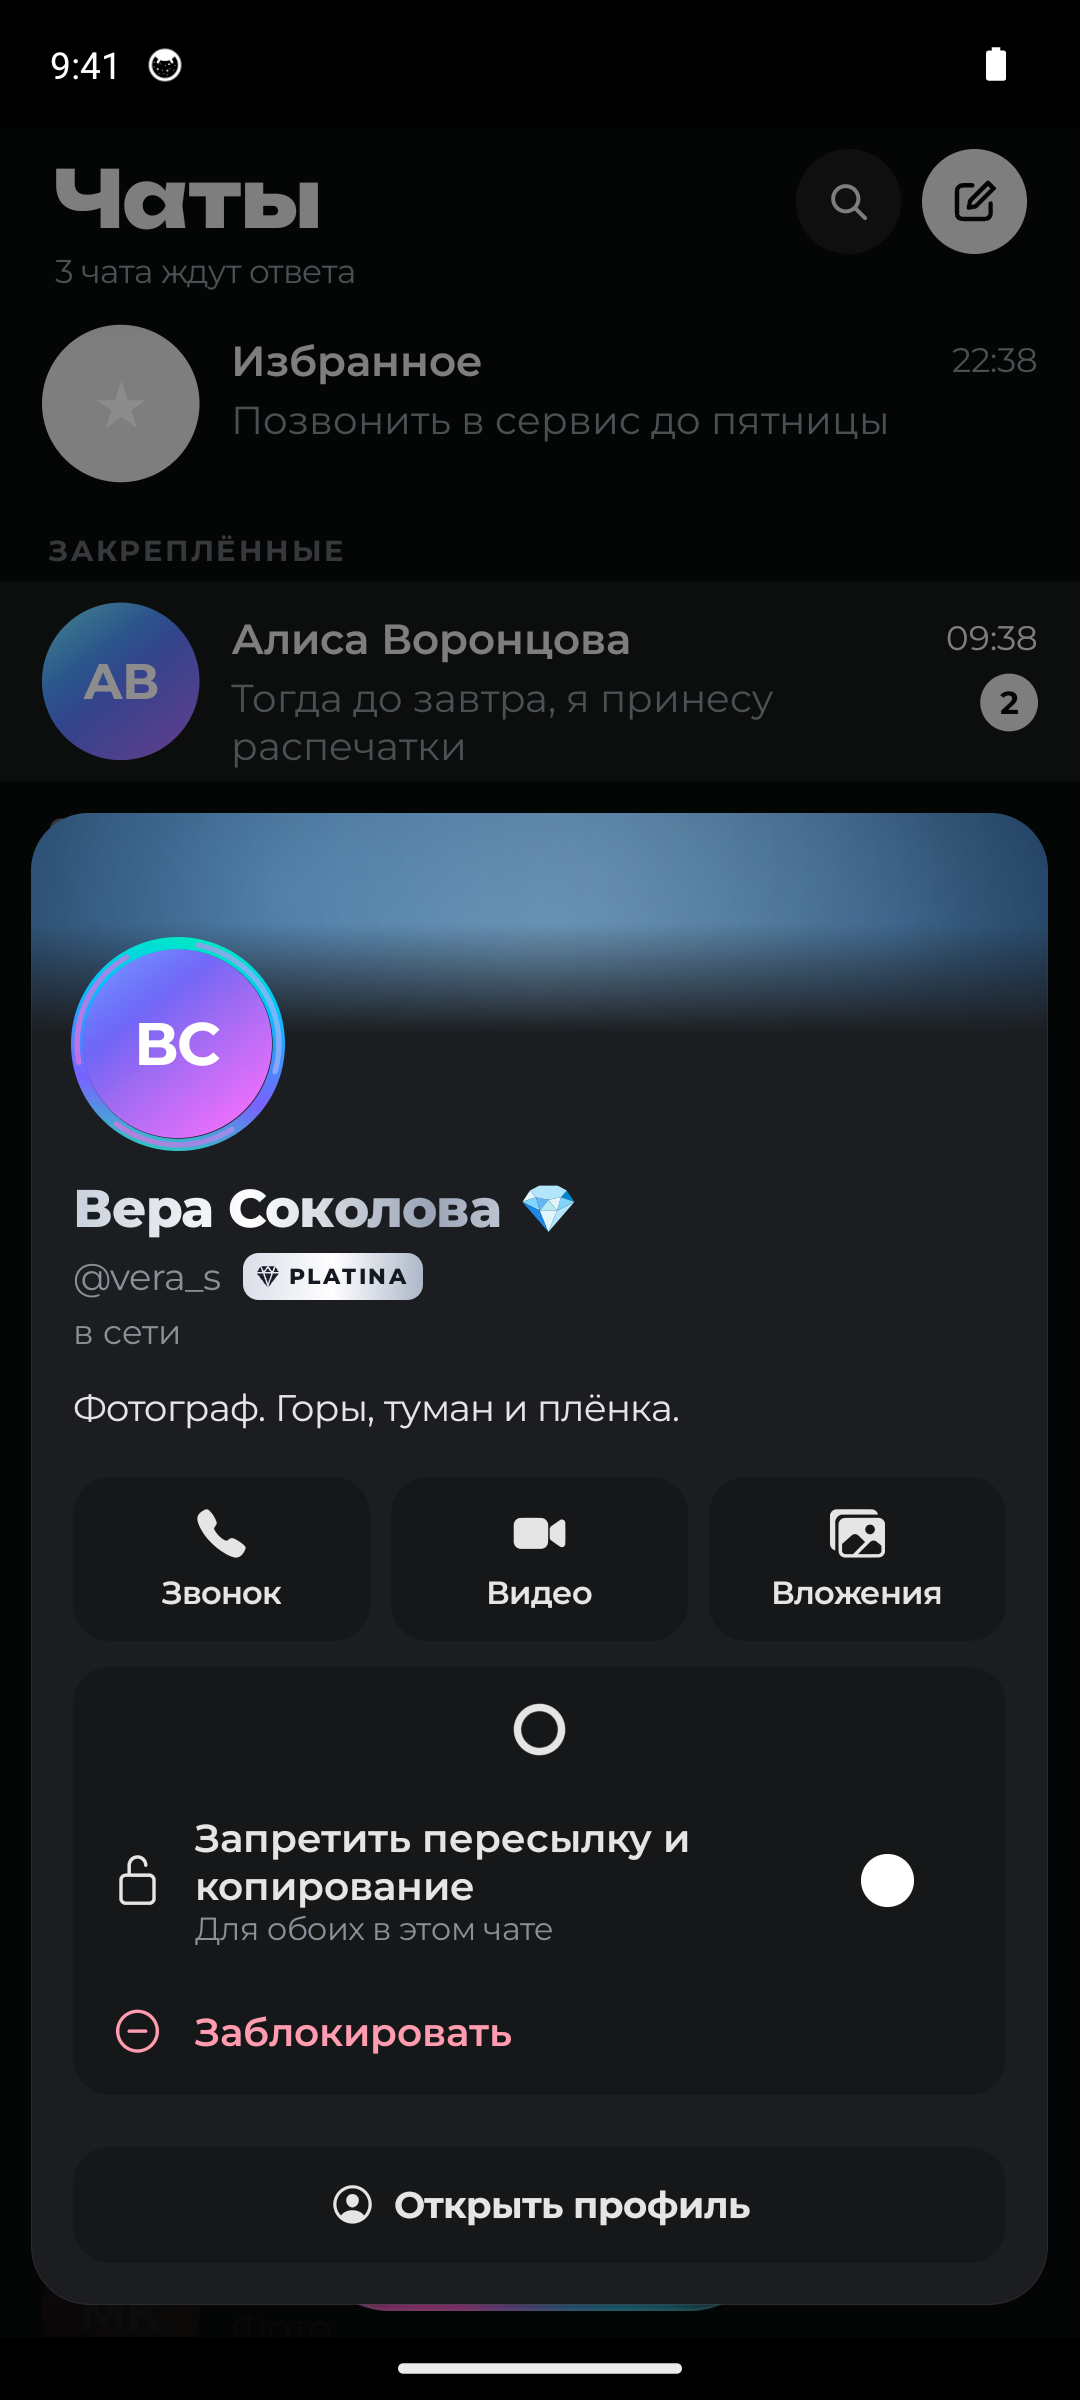 9:41
Чаты
3 чата ждут ответа
Избранное
22:38
Позвонить в сервис до пятницы
ЗАКРЕПЛЁННЫЕ
АВ
Алиса Воронцова
09:38
Тогда до завтра, я принесу
распечатки
2
ВС
Вера Соколова 💎
@vera_s
PLATINA
в сети
Фотограф. Горы, туман и плёнка.
Звонок
Видео
Вложения
Запретить пересылку и
копирование
Для обоих в этом чате
Заблокировать
Открыть профиль
МК
Фото